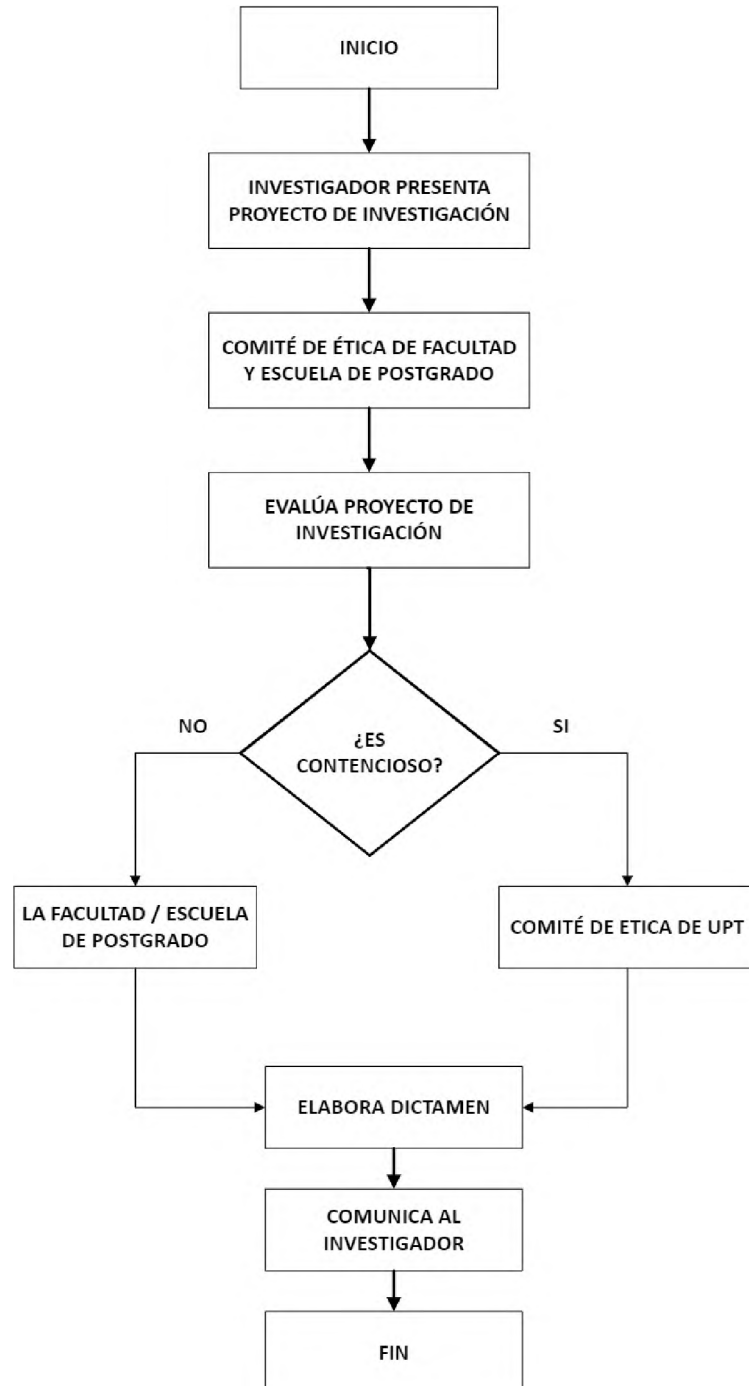 INICIO
INVESTIGADOR PRESENTA
PROYECTO DE INVESTIGACIÓN
COMITÉ DE ÉTICA DE FACULTAD
Y ESCUELA DE POSTGRADO
EVALÚA PROYECTO DE
INVESTIGACIÓN
NO
¿ES
CONTENCIOSO?
SI
LA FACULTAD / ESCUELA
DE POSTGRADO
COMITÉ DE ETICA DE UPT
ELABORA DICTAMEN
COMUNICA AL
INVESTIGADOR
FIN